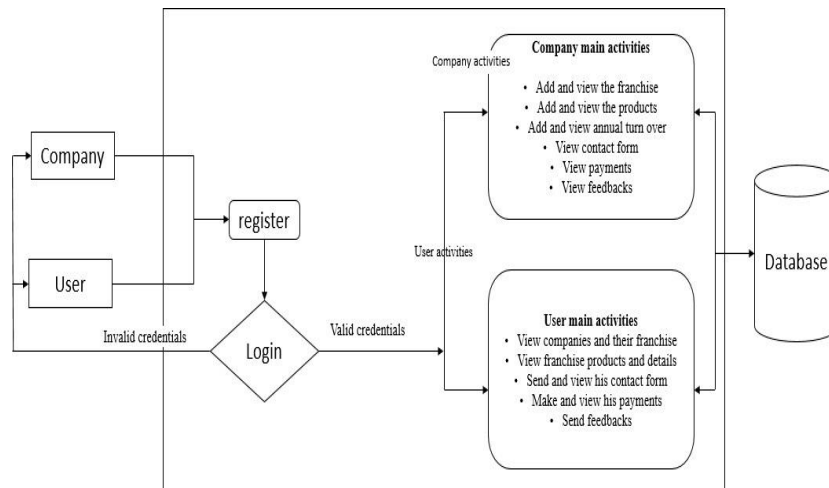 Company
User
register
Login
Invalid credentials
Valid credentials
Company activities
User activities
Company main activities
• Add and view the franchise
• Add and view the products
• Add and view annual turn over
• View contact form
• View payments
• View feedbacks
User main activities
• View companies and their franchise
• View franchise products and details
• Send and view his contact form
• Make and view his payments
• Send feedbacks
Database